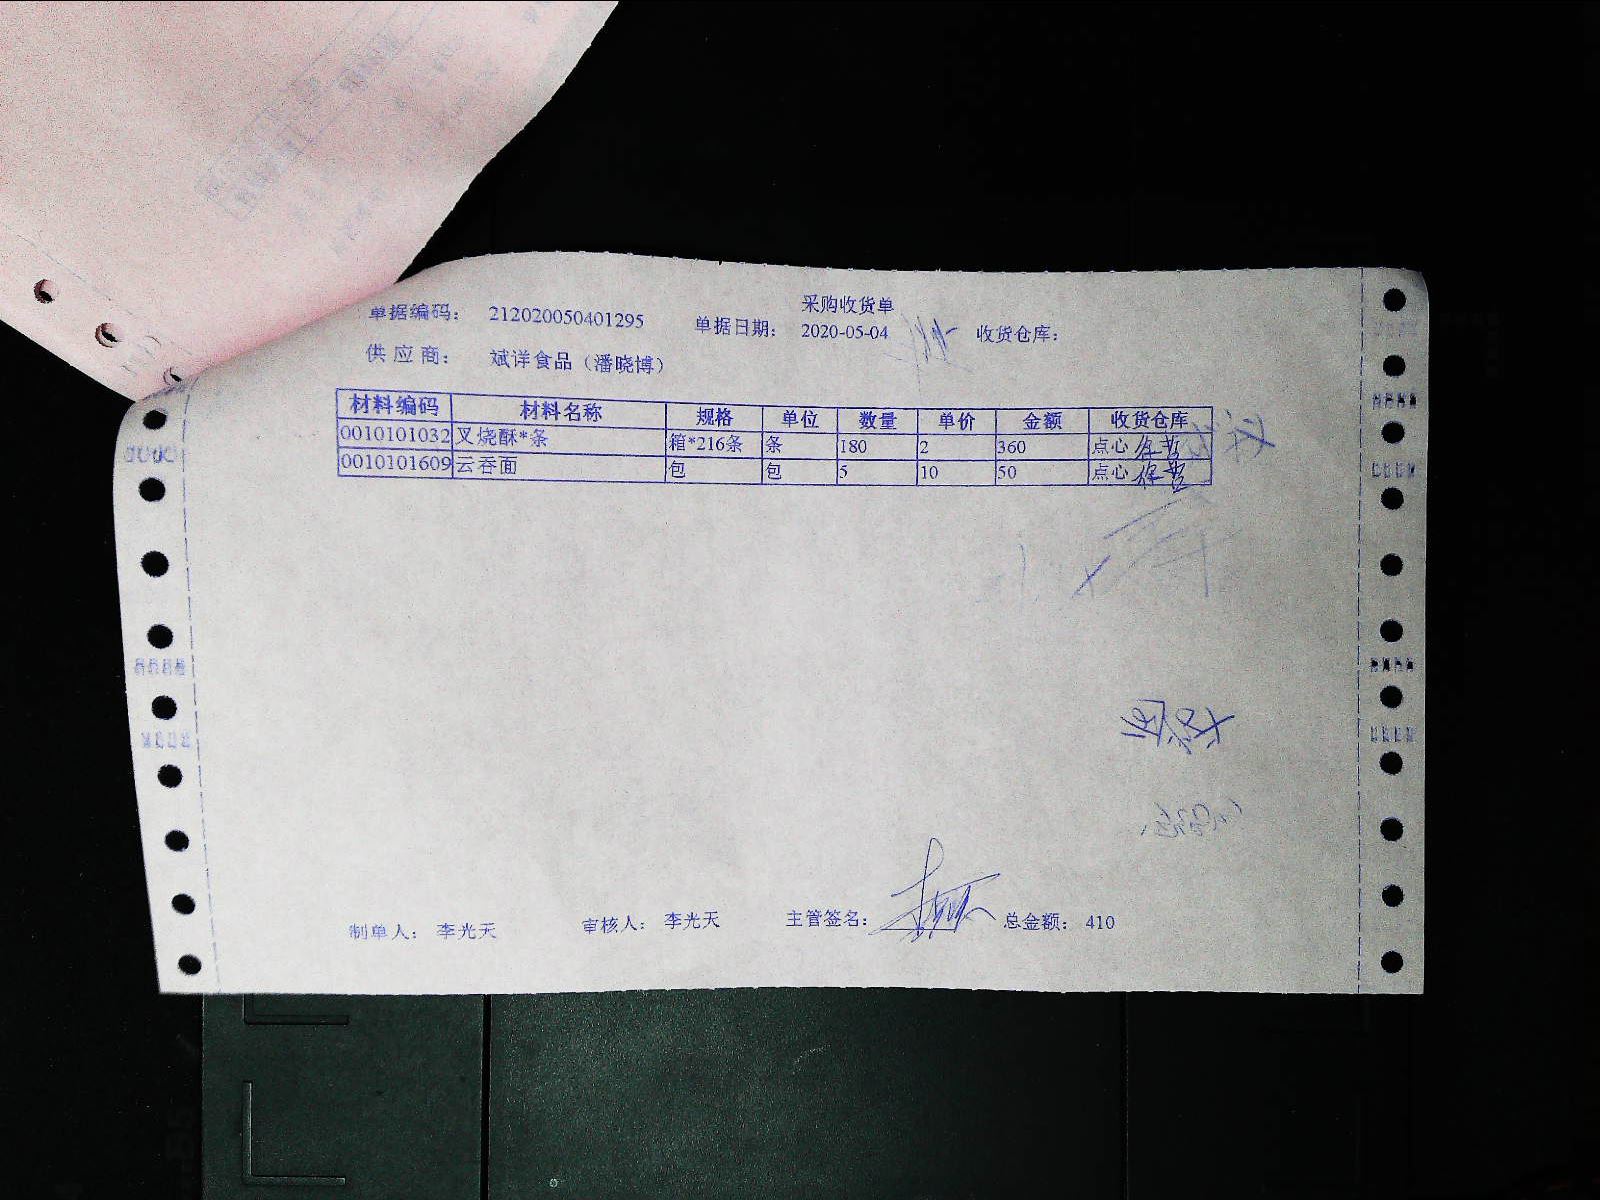 采购收货单
单据编码： 212020050401295 单据日期： 2020-05-04 收货仓库：
供应商： 斌详食品（潘晓博）
材料编码 材料名称 规格 单位 数量 单价 金额 收货仓库
0010101032 叉烧酥*条 箱*216条 条 180 2 360 点心
0010101609 云吞面 包 包 5 10 50 点心
制单人： 李光天 审核人： 李光天 主管签名： 总金额： 410